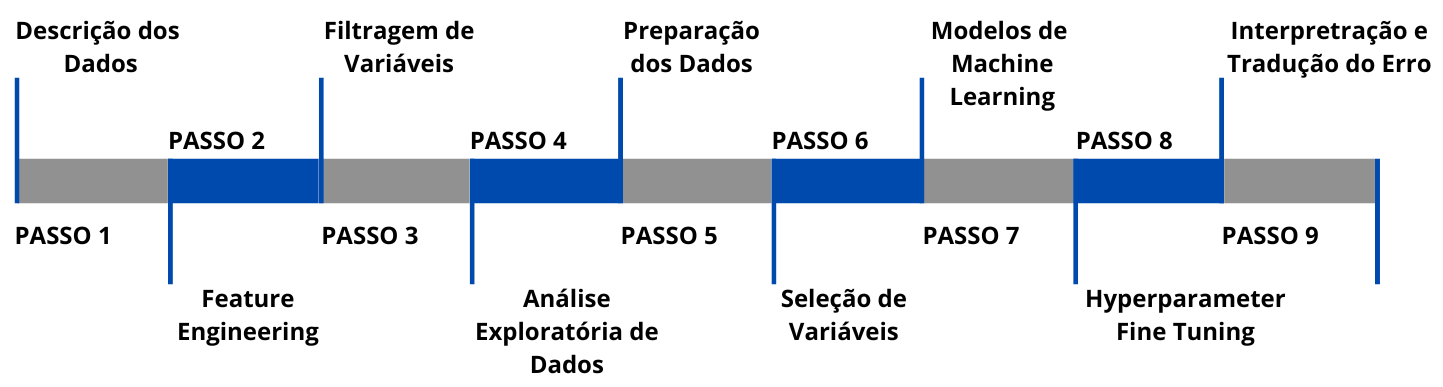 Descrição dos
Dados
Filtragem de
Variáveis
Preparação
dos Dados
Modelos de
Machine
Learning
Interpretração e
Tradução do Erro
PASSO 2
PASSO 4
PASSO 6
PASSO 8
PASSO 1
PASSO 3
PASSO 5
PASSO 7
PASSO 9
Feature
Engineering
Análise
Exploratória de
Dados
Seleção de
Variáveis
Hyperparameter
Fine Tuning